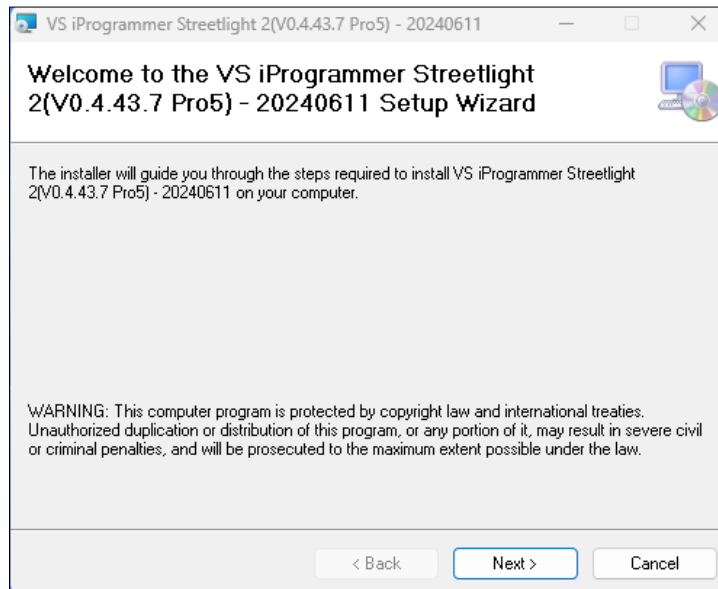 VS iProgrammer Streetlight 2(V0.4.43.7 Pro5) - 20240611
Welcome to the VS iProgrammer Streetlight
2(V0.4.43.7 Pro5) - 20240611 Setup Wizard
The installer will guide you through the steps required to install VS iProgrammer Streetlight
2(V0.4.43.7 Pro5) - 20240611 on your computer.
WARNING: This computer program is protected by copyright law and international treaties.
Unauthorized duplication or distribution of this program, or any portion of it, may result in severe civil
or criminal penalties, and will be prosecuted to the maximum extent possible under the law.
< Back Next > Cancel